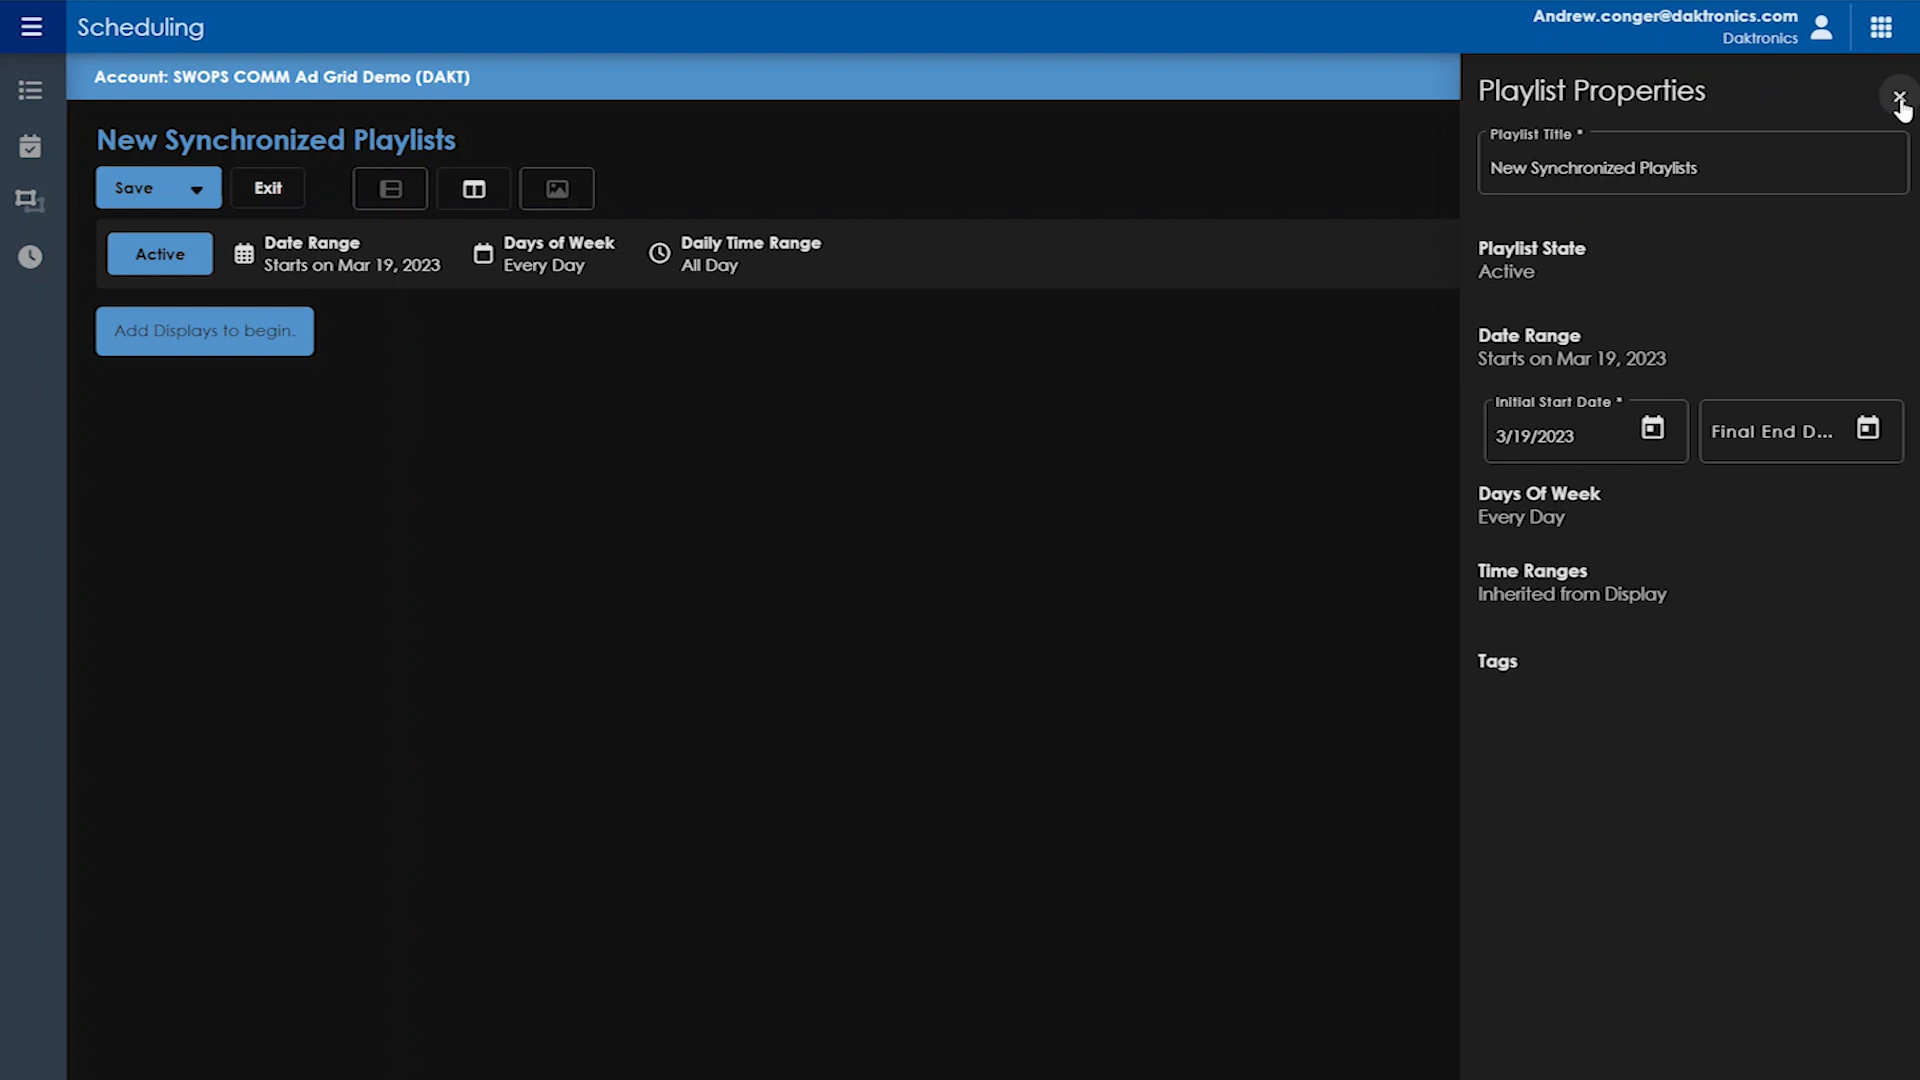 Scheduling
Andrew.conger@daktronics.com
Daktronics
Account: SWOPS COMM Ad Grid Demo (DAKT)
New Synchronized Playlists
Save
Exit
Active
Date Range
Starts on Mar 19, 2023
Days of Week
Every Day
Daily Time Range
All Day
Add Displays to begin.
Playlist Properties
Playlist Title *
New Synchronized Playlists
Playlist State
Active
Date Range
Starts on Mar 19, 2023
Initial Start Date *
3/19/2023
Final End D...
Days Of Week
Every Day
Time Ranges
Inherited from Display
Tags